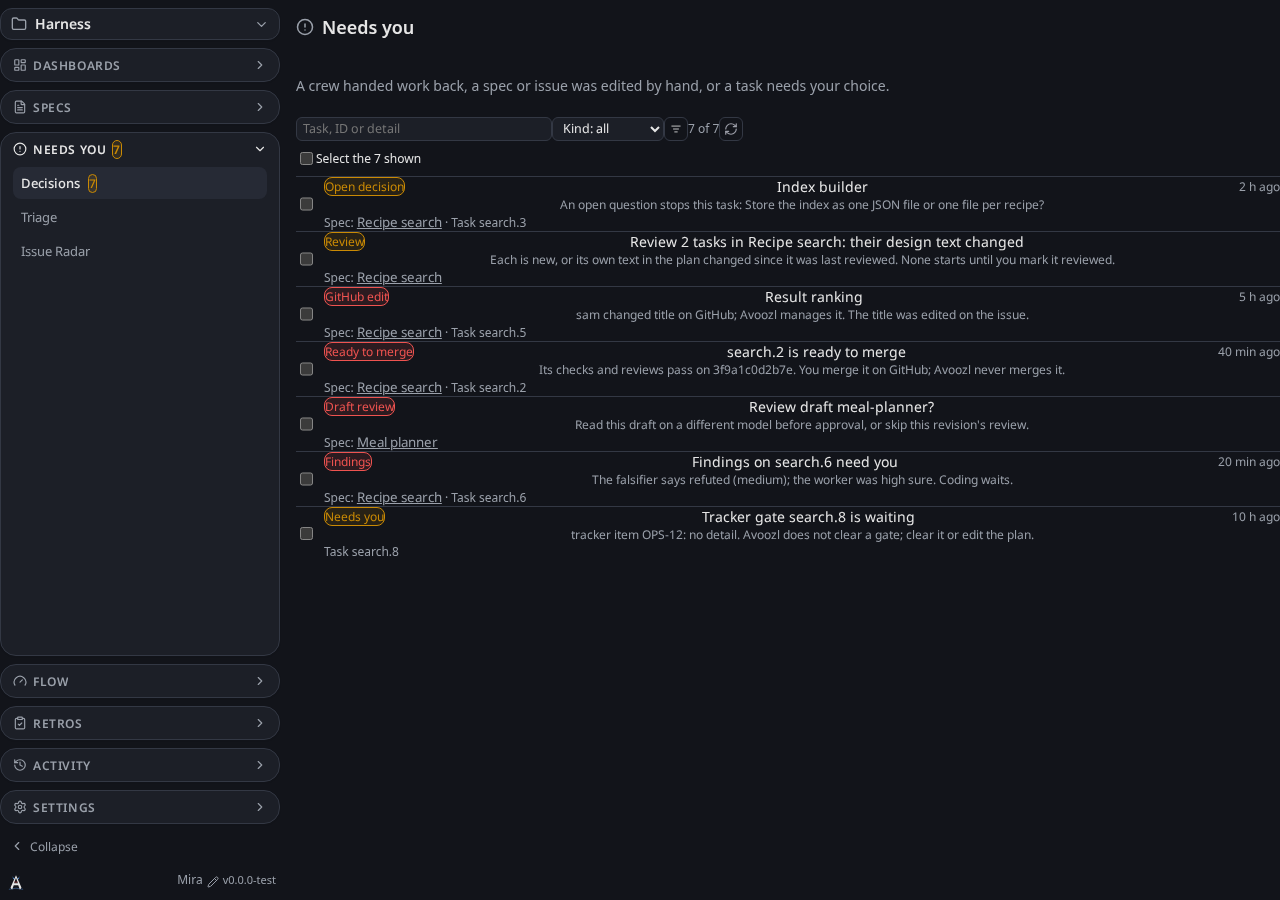 Harness
DASHBOARDS
SPECS
NEEDS YOU 7
Decisions 7
Triage
Issue Radar
FLOW
RETROS
ACTIVITY
SETTINGS
Collapse
Mira v0.0.0-test
Needs you
A crew handed work back, a spec or issue was edited by hand, or a task needs your choice.
Task, ID or detail Kind: all 7 of 7
Select the 7 shown
Open decision Index builder 2 h ago
An open question stops this task: Store the index as one JSON file or one file per recipe?
Spec: Recipe search · Task search.3
Review Review 2 tasks in Recipe search: their design text changed
Each is new, or its own text in the plan changed since it was last reviewed. None starts until you mark it reviewed.
Spec: Recipe search
GitHub edit Result ranking 5 h ago
sam changed title on GitHub; Avoozl manages it. The title was edited on the issue.
Spec: Recipe search · Task search.5
Ready to merge search.2 is ready to merge 40 min ago
Its checks and reviews pass on 3f9a1c0d2b7e. You merge it on GitHub; Avoozl never merges it.
Spec: Recipe search · Task search.2
Draft review Review draft meal-planner?
Read this draft on a different model before approval, or skip this revision's review.
Spec: Meal planner
Findings Findings on search.6 need you 20 min ago
The falsifier says refuted (medium); the worker was high sure. Coding waits.
Spec: Recipe search · Task search.6
Needs you Tracker gate search.8 is waiting 10 h ago
tracker item OPS-12: no detail. Avoozl does not clear a gate; clear it or edit the plan.
Task search.8